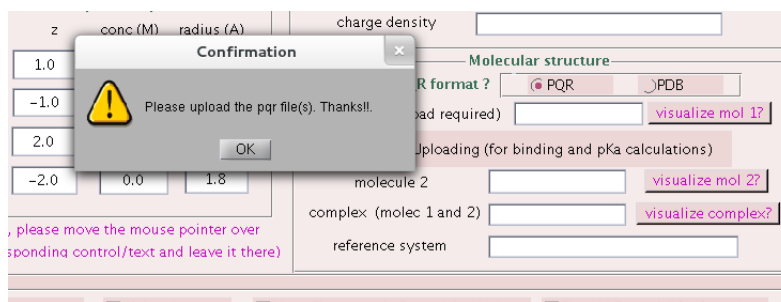 charge density
z conc (M) radius (A)
Confirmation
Molecular structure
1.0
R format ? PQR PDB
-1.0
Please upload the pqr file(s). Thanks!!.
oad required) visualize mol 1?
2.0
OK
Uploading (for binding and pKa calculations)
-2.0 0.0 1.8
molecule 2 visualize mol 2?
complex (molec 1 and 2) visualize complex?
, please move the mouse pointer over
sponding control/text and leave it there)
reference system